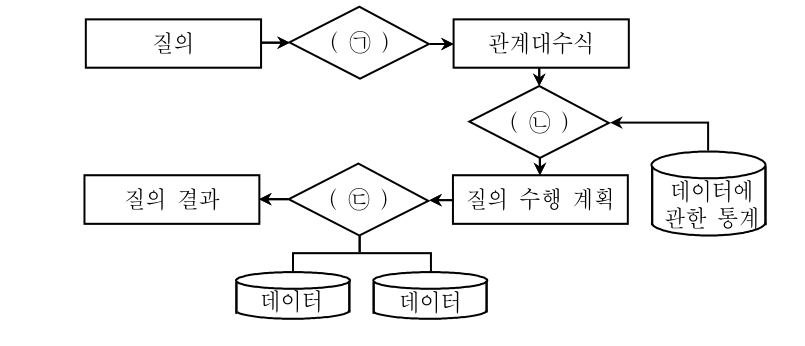 질의
( ㉠ )
관계대수식
( ㉡ )
데이터에
관한 통계
질의 수행 계획
( ㉢ )
질의 결과
데이터
데이터